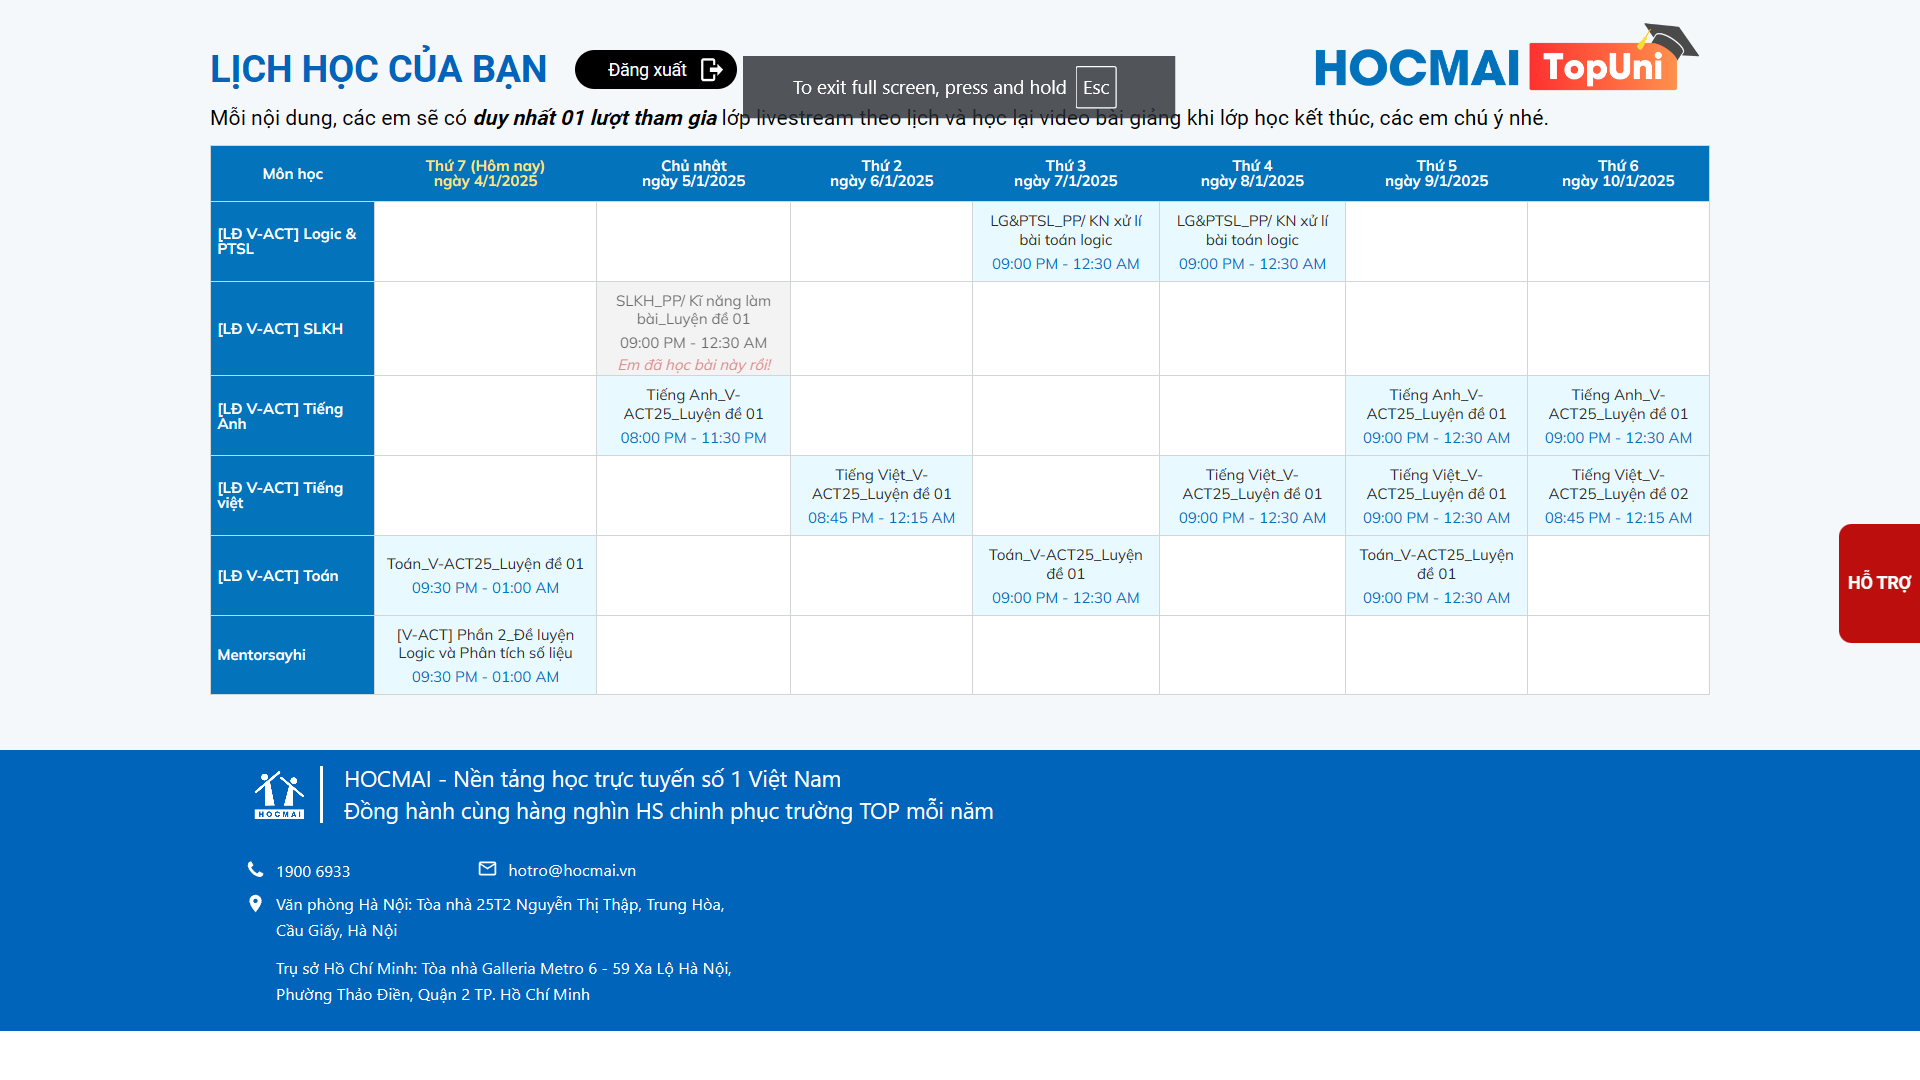 LỊCH HỌC CỦA BẠN
Đăng xuất
To exit full screen, press and hold Esc
HOCMAI TopUni
Mỗi nội dung, các em sẽ có duy nhất 01 lượt tham gia lớp livestream theo lịch và học lại video bài giảng khi lớp học kết thúc, các em chú ý nhé.
Môn học
Thứ 7 (Hôm nay)
ngày 4/1/2025
Chủ nhật
ngày 5/1/2025
Thứ 2
ngày 6/1/2025
Thứ 3
ngày 7/1/2025
Thứ 4
ngày 8/1/2025
Thứ 5
ngày 9/1/2025
Thứ 6
ngày 10/1/2025
[LĐ V-ACT] Logic &
PTSL
LG&PTSL_PP/ KN xử lí
bài toán logic
09:00 PM - 12:30 AM
LG&PTSL_PP/ KN xử lí
bài toán logic
09:00 PM - 12:30 AM
[LĐ V-ACT] SLKH
SLKH_PP/ Kĩ năng làm
bài_Luyện đề 01
09:00 PM - 12:30 AM
Em đã học bài này rồi!
[LĐ V-ACT] Tiếng
Anh
Tiếng Anh_V-
ACT25_Luyện đề 01
08:00 PM - 11:30 PM
Tiếng Anh_V-
ACT25_Luyện đề 01
09:00 PM - 12:30 AM
Tiếng Anh_V-
ACT25_Luyện đề 01
09:00 PM - 12:30 AM
[LĐ V-ACT] Tiếng
việt
Tiếng Việt_V-
ACT25_Luyện đề 01
08:45 PM - 12:15 AM
Tiếng Việt_V-
ACT25_Luyện đề 01
09:00 PM - 12:30 AM
Tiếng Việt_V-
ACT25_Luyện đề 01
09:00 PM - 12:30 AM
Tiếng Việt_V-
ACT25_Luyện đề 02
08:45 PM - 12:15 AM
[LĐ V-ACT] Toán
Toán_V-ACT25_Luyện đề 01
09:30 PM - 01:00 AM
Toán_V-ACT25_Luyện
đề 01
09:00 PM - 12:30 AM
Toán_V-ACT25_Luyện
đề 01
09:00 PM - 12:30 AM
Mentorsayhi
[V-ACT] Phần 2_Đề luyện
Logic và Phân tích số liệu
09:30 PM - 01:00 AM
HỖ TRỢ
HOCMAI
HOCMAI - Nền tảng học trực tuyến số 1 Việt Nam
Đồng hành cùng hàng nghìn HS chinh phục trường TOP mỗi năm
1900 6933
hotro@hocmai.vn
Văn phòng Hà Nội: Tòa nhà 25T2 Nguyễn Thị Thập, Trung Hòa,
Cầu Giấy, Hà Nội
Trụ sở Hồ Chí Minh: Tòa nhà Galleria Metro 6 - 59 Xa Lộ Hà Nội,
Phường Thảo Điền, Quận 2 TP. Hồ Chí Minh